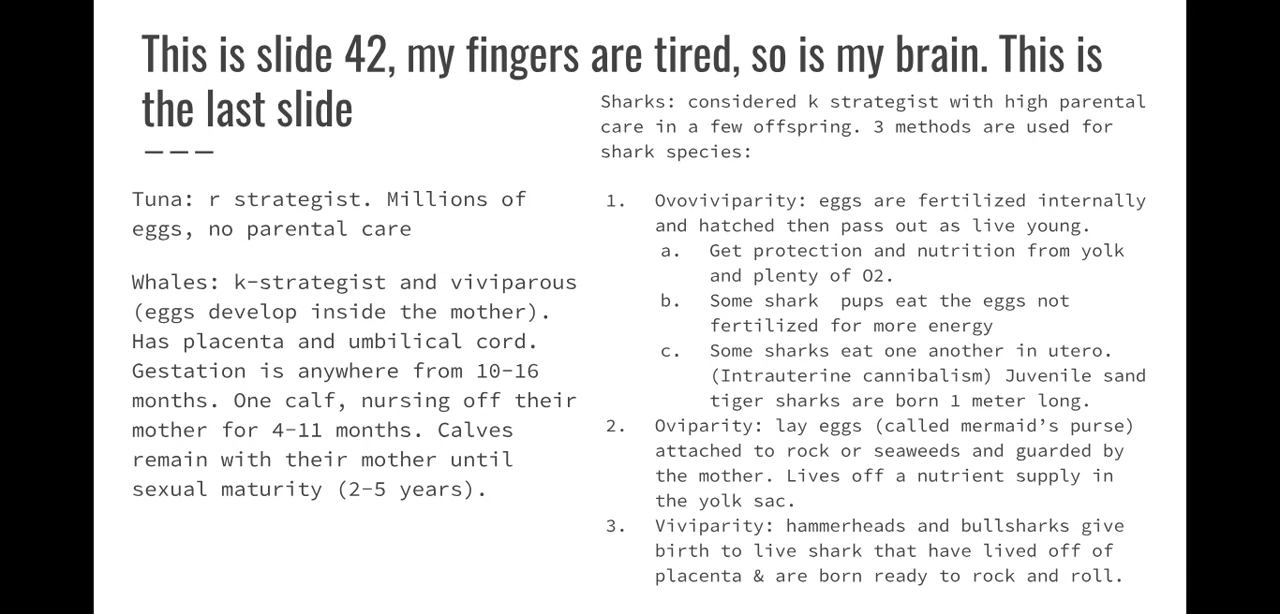 This is slide 42, my fingers are tired, so is my brain. This is
the last slide
Tuna: r strategist. Millions of
eggs, no parental care
Whales: k-strategist and viviparous
(eggs develop inside the mother).
Has placenta and umbilical cord.
Gestation is anywhere from 10-16
months. One calf, nursing off their
mother for 4-11 months. Calves
remain with their mother until
sexual maturity (2-5 years).
Sharks: considered k strategist with high parental
care in a few offspring. 3 methods are used for
shark species:
1. Ovoviviparity: eggs are fertilized internally
and hatched then pass out as live young.
a. Get protection and nutrition from yolk
and plenty of O2.
b. Some shark  pups eat the eggs not
fertilized for more energy
c. Some sharks eat one another in utero.
(Intrauterine cannibalism) Juvenile sand
tiger sharks are born 1 meter long.
2. Oviparity: lay eggs (called mermaid’s purse)
attached to rock or seaweeds and guarded by
the mother. Lives off a nutrient supply in
the yolk sac.
3. Viviparity: hammerheads and bullsharks give
birth to live shark that have lived off of
placenta & are born ready to rock and roll.